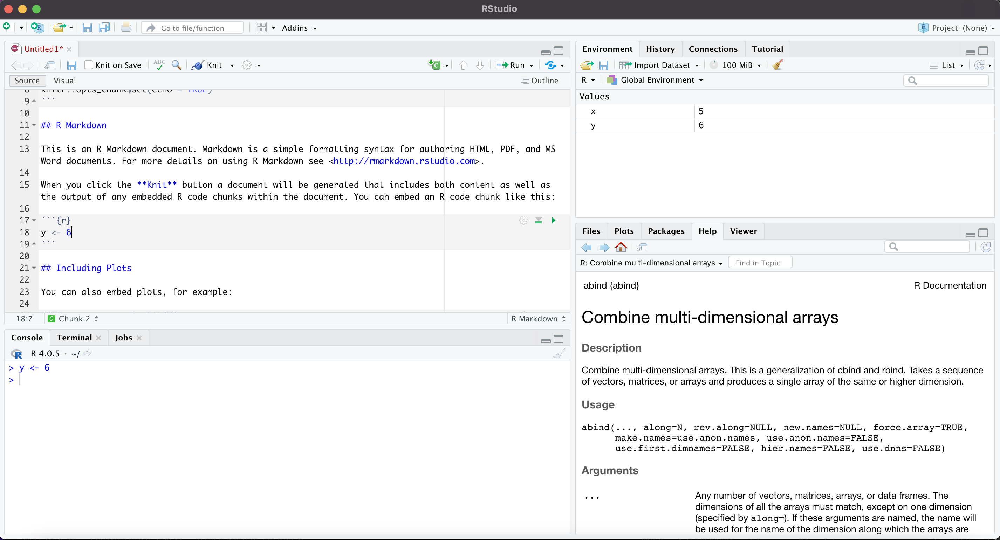 RStudio
Go to file/function
Addins
Project: (None)
Untitled1*
Knit on Save
ABC
Knit
Run
Source
Visual
Outline
8 knitr::opts_chunk$set(echo = TRUE)
9 ```
10
11 ## R Markdown
12
13 This is an R Markdown document. Markdown is a simple formatting syntax for authoring HTML, PDF, and MS
Word documents. For more details on using R Markdown see <http://rmarkdown.rstudio.com>.
14
15 When you click the **Knit** button a document will be generated that includes both content as well as
the output of any embedded R code chunks within the document. You can embed an R code chunk like this:
16
17 ```{r}
18 y <- 6
19 ```
20
21 ## Including Plots
22
23 You can also embed plots, for example:
24
18:7 C Chunk 2 R Markdown
Console Terminal Jobs
R 4.0.5 · ~/
> y <- 6
>
Environment History Connections Tutorial
Import Dataset 100 MiB List
R Global Environment
Values
x 5
y 6
Files Plots Packages Help Viewer
R: Combine multi-dimensional arrays Find in Topic
abind {abind} R Documentation
Combine multi-dimensional arrays
Description
Combine multi-dimensional arrays. This is a generalization of cbind and rbind. Takes a sequence
of vectors, matrices, or arrays and produces a single array of the same or higher dimension.
Usage
abind(..., along=N, rev.along=NULL, new.names=NULL, force.array=TRUE,
make.names=use.anon.names, use.anon.names=FALSE,
use.first.dimnames=FALSE, hier.names=FALSE, use.dnns=FALSE)
Arguments
... Any number of vectors, matrices, arrays, or data frames. The
dimensions of all the arrays must match, except on one dimension
(specified by along=). If these arguments are named, the name will
be used for the name of the dimension along which the arrays are